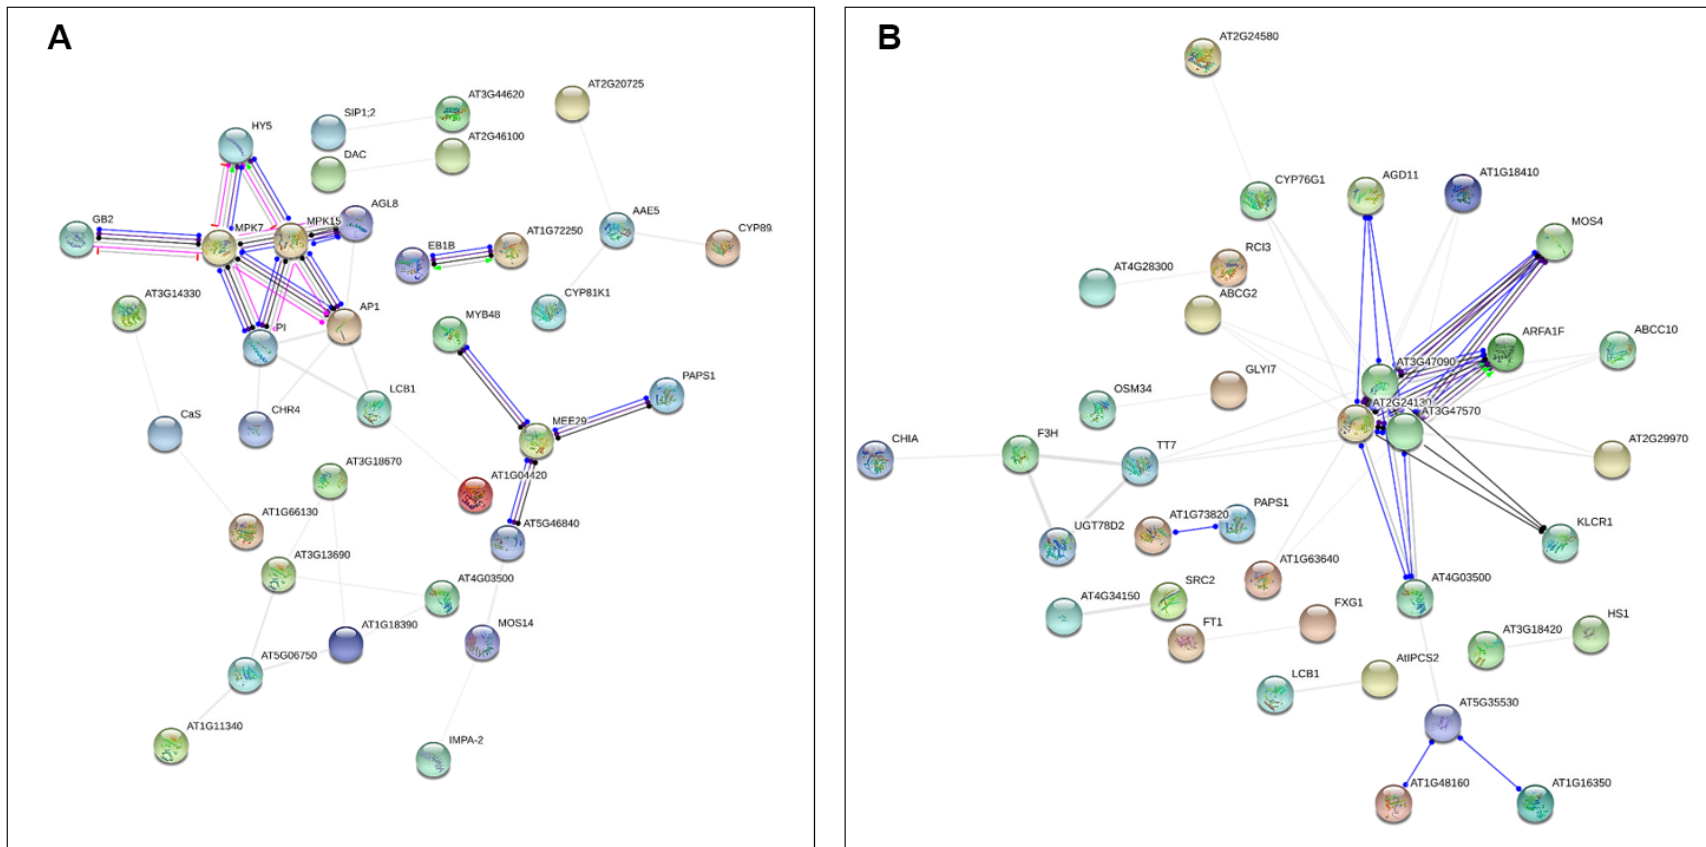 A
AT2G20725
AT3G44620
SIP1;2
HY5
AT2G46100
DAC
AGL8
AAE5
GB2
MPK7
MPK15
CYP89
EB1B
AT1G72250
AT3G14330
CYP81K1
AP1
MYB48
PI
PAPS1
LCB1
CaS
CHR4
MEE29
AT3G18670
AT1G04420
AT1G66130
AT5G46840
AT3G13690
AT4G03500
AT1G18390
MOS14
AT5G06750
AT1G11340
IMPA-2
B
AT2G24580
CYP76G1
AGD11
AT1G18410
MOS4
RCI3
AT4G28300
ABCG2
ARFA1F
ABCC10
AT3G47090
GLYI7
OSM34
AT2G24130
AT3G47570
CHIA
F3H
TT7
AT2G29970
AT1G73820
PAPS1
UGT78D2
KLCR1
AT1G63640
AT4G03500
SRC2
AT4G34150
FXG1
FT1
HS1
AT3G18420
LCB1
AtIPCS2
AT5G35530
AT1G48160
AT1G16350